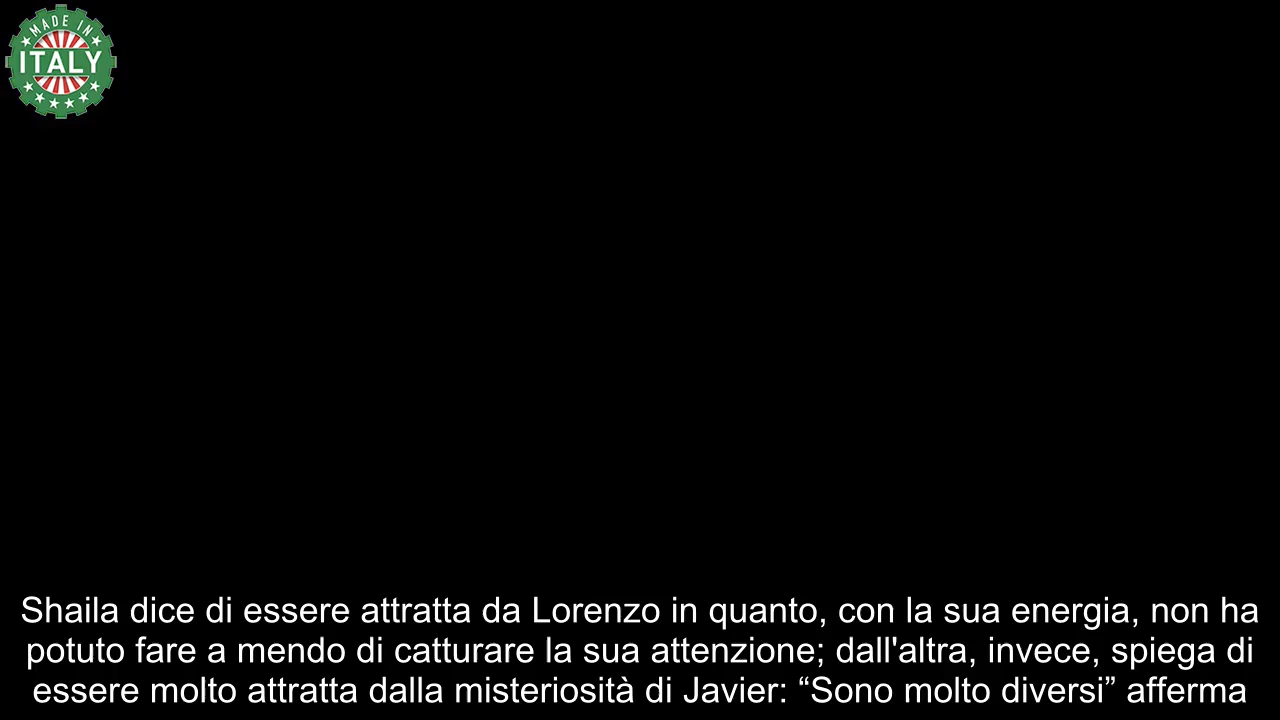 MADE IN
ITALY
Shaila dice di essere attratta da Lorenzo in quanto, con la sua energia, non ha
potuto fare a mendo di catturare la sua attenzione; dall'altra, invece, spiega di
essere molto attratta dalla misteriosità di Javier: “Sono molto diversi” afferma